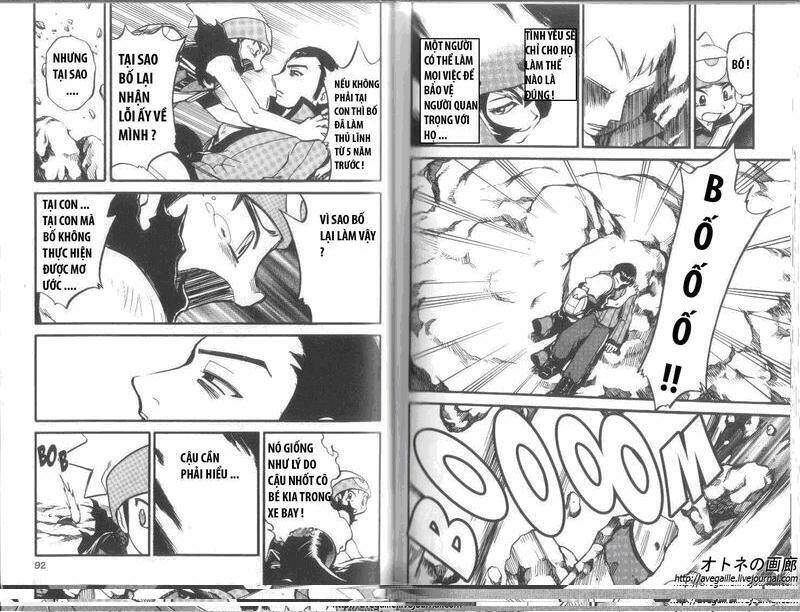 BỐ !
TÌNH YÊU SẼ
CHỈ CHO HỌ
LÀM THẾ
NÀO LÀ
ĐÚNG !
MỘT NGƯỜI
CÓ THỂ LÀM
MỌI VIỆC ĐỂ
BẢO VỆ
NGƯỜI QUAN
TRỌNG VỚI
HỌ ...
B
Ố
Ố
Ố
!!
BOOOOM
NẾU KHÔNG
PHẢI TẠI
CON THÌ BỐ
ĐÃ LÀM
THỦ LĨNH
TỪ 5 NĂM
TRƯỚC !
TẠI SAO
BỐ LẠI
NHẬN
LỖI ẤY VỀ
MÌNH ?
NHƯNG
TẠI SAO
....
VÌ SAO BỐ
LẠI LÀM VẬY
?
TẠI CON ...
TẠI CON MÀ
BỐ KHÔNG
THỰC HIỆN
ĐƯỢC MƠ
ƯỚC ....
NÓ GIỐNG
NHƯ LÝ DO
CẬU NHỐT CÔ
BÉ KIA TRONG
XE BAY !
CẬU CẦN
PHẢI HIỂU ...
BOB
92
オトネの画廊
http://avegaille.livejournal.com
http://avegaille.livejournal.com